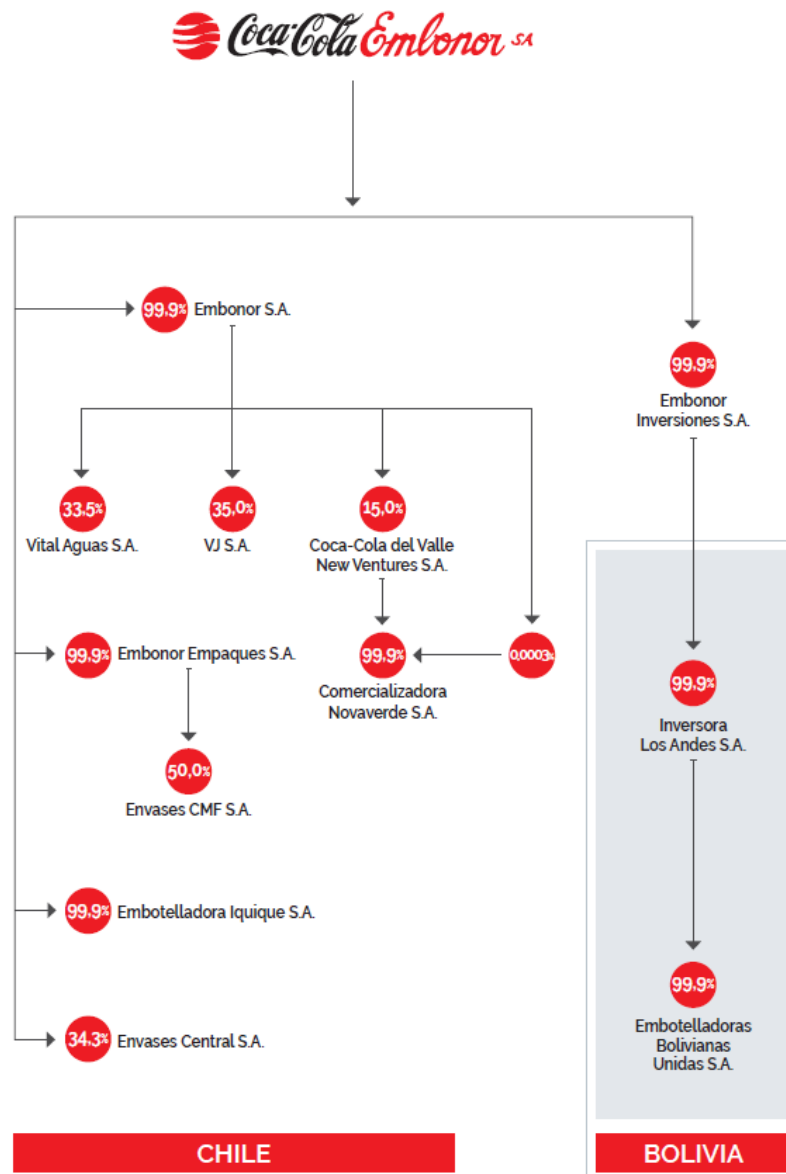 Coca-Cola Embonor SA
99,9% Embonor S.A.
99,9%
Embonor
Inversiones S.A.
33,5%
Vital Aguas S.A.
35,0%
VJ S.A.
15,0%
Coca-Cola del Valle
New Ventures S.A.
99,9% Embonor Empaques S.A.
99,9%
Comercializadora
Novaverde S.A.
0,0003%
99,9%
Inversora
Los Andes S.A.
50,0%
Envases CMF S.A.
99,9% Embotelladora Iquique S.A.
99,9%
Embotelladoras
Bolivianas
Unidas S.A.
34,3% Envases Central S.A.
CHILE
BOLIVIA